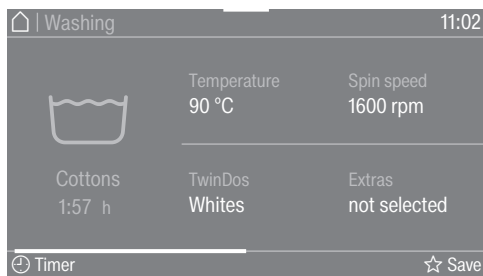 | Washing 11:02
Temperature Spin speed
90 °C 1600 rpm
Cottons TwinDos Extras
1:57 h Whites not selected
Timer Save